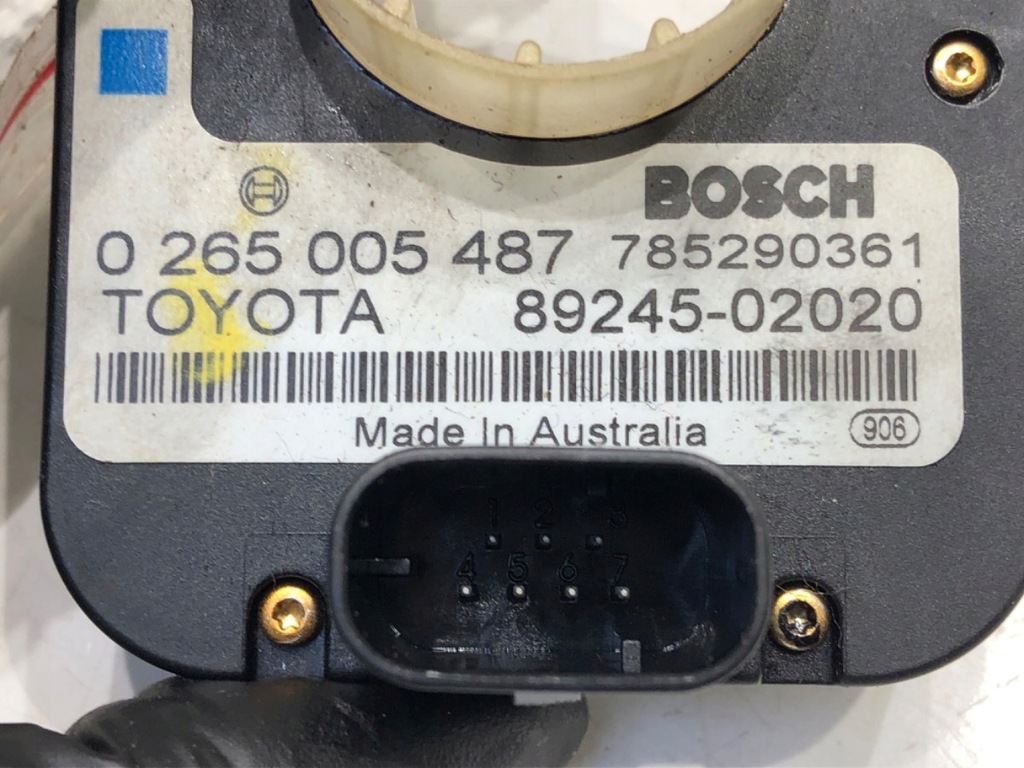 BOSCH
0 265 005 487 785290361
TOYOTA 89245-02020
Made In Australia 906
1 2 3
4 5 6 7